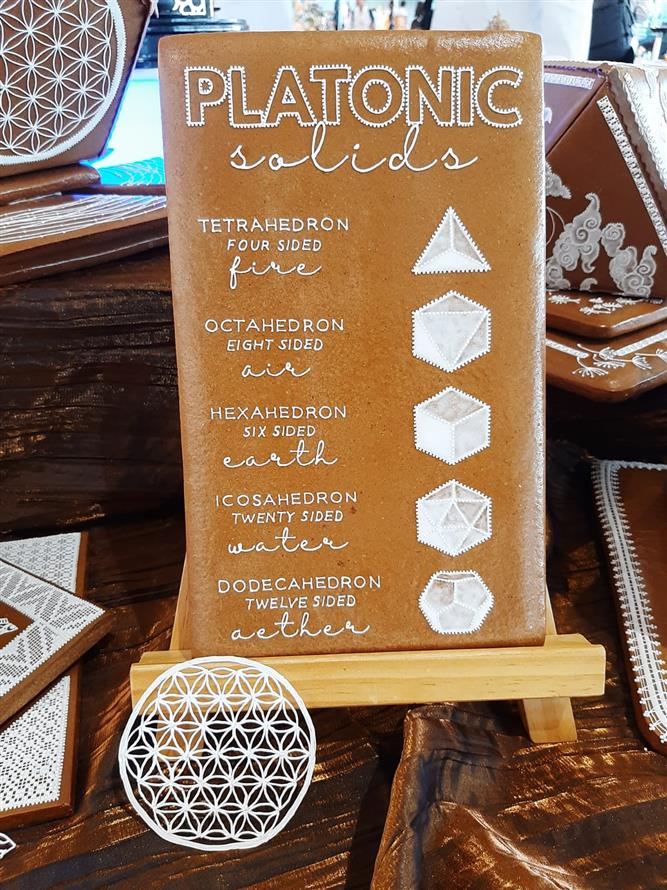 PLATONIC
solids
TETRAHEDRON
FOUR SIDED
fire
OCTAHEDRON
EIGHT SIDED
air
HEXAHEDRON
SIX SIDED
earth
ICOSAHEDRON
TWENTY SIDED
water
DODECAHEDRON
TWELVE SIDED
aether